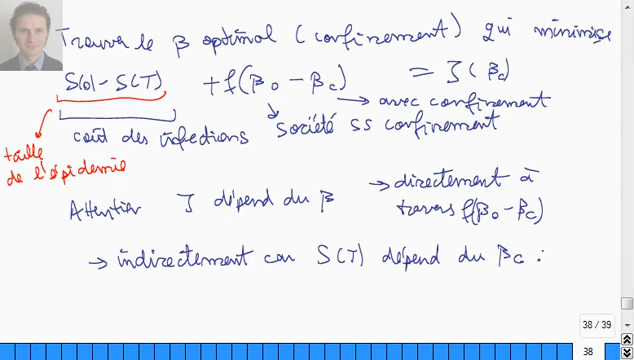 Trouver le β optimal (confinement) qui minimise
S(0) - S(T) + f(β₀ - βc) = ζ(βc)
→ avec confinement
coût des infections
société ss confinement
taille
de l'épidemie
Attention ζ dépend du β
→ directement à
travers f(β₀ - βc)
→ indirectement car S(T) dépend du βc :
38 / 39
38